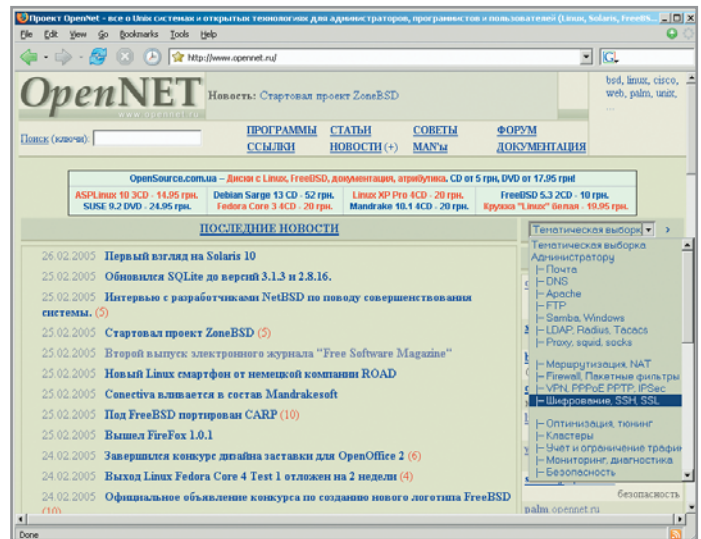 Проект OpenNet - все о Unix системах и открытых технологиях для администраторов, программистов и пользователей (Linux, Solaris, FreeBS...
File Edit View Go Bookmarks Tools Help
http://www.opennet.ru/
OpenNET
www.opennet.ru
Новость: Стартовал проект ZoneBSD
bsd, linux, cisco,
web, palm, unix,
...
Поиск (ключи):
ПРОГРАММЫ СТАТЬИ СОВЕТЫ ФОРУМ
ССЫЛКИ НОВОСТИ (+) MAN'ы ДОКУМЕНТАЦИЯ
OpenSource.com.ua – Диски с Linux, FreeBSD, документация, атрибутика. CD от 5 грн, DVD от 17.95 грн!
ASPLinux 10 3CD - 14.95 грн. Debian Sarge 13 CD - 52 грн. Linux XP Pro 4CD - 20 грн. FreeBSD 5.3 2CD - 10 грн.
SUSE 9.2 DVD - 24.95 грн. Fedora Core 3 4CD - 20 грн. Mandrake 10.1 4CD - 20 грн. Кружка "Linux" белая - 19.95 грн.
ПОСЛЕДНИЕ НОВОСТИ
26.02.2005 Первый взгляд на Solaris 10
25.02.2005 Обновился SQLite до версий 3.1.3 и 2.8.16.
25.02.2005 Интервью с разработчиками NetBSD по поводу совершенствования
системы. (5)
25.02.2005 Стартовал проект ZoneBSD (5)
25.02.2005 Второй выпуск электронного журнала "Free Software Magazine"
25.02.2005 Новый Linux смартфон от немецкой компании ROAD
25.02.2005 Conectiva вливается в состав Mandrakesoft
25.02.2005 Под FreeBSD портирован CARP (10)
25.02.2005 Вышел FireFox 1.0.1
24.02.2005 Завершился конкурс дизайна заставки для OpenOffice 2 (6)
24.02.2005 Выход Linux Fedora Core 4 Test 1 отложен на 2 недели (4)
24.02.2005 Официальное объявление конкурса по созданию нового логотипа FreeBSD
(10)
Тематическая выборк
Тематическая выборка
Администратору
|– Почта
|– DNS
|– Apache
|– FTP
|– Samba, Windows
|– LDAP, Radius, Tacacs
|– Proxy, squid, socks
|– Маршрутизация, NAT
|– Firewall, Пакетные фильтры
|– VPN, PPPoE PPTP, IPSec
|– Шифрование, SSH, SSL
|– Оптимизация, тюнинг
|– Кластеры
|– Учет и ограничение трафик
|– Мониторинг, диагностика
|– Безопасность
безопасность
palm.opennet.ru
Done